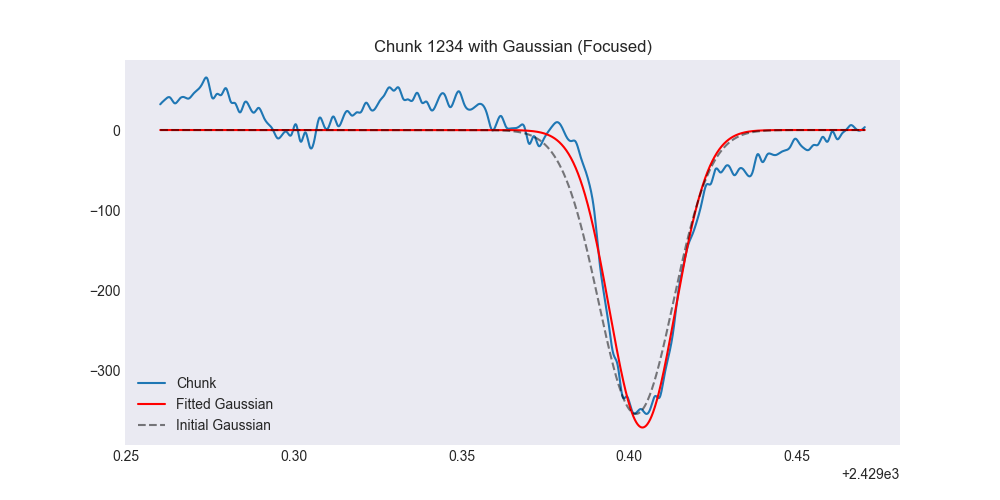 Chunk 1234 with Gaussian (Focused)
0
−100
−200
−300
Chunk
Fitted Gaussian
Initial Gaussian
0.25 0.30 0.35 0.40 0.45
+2.429e3